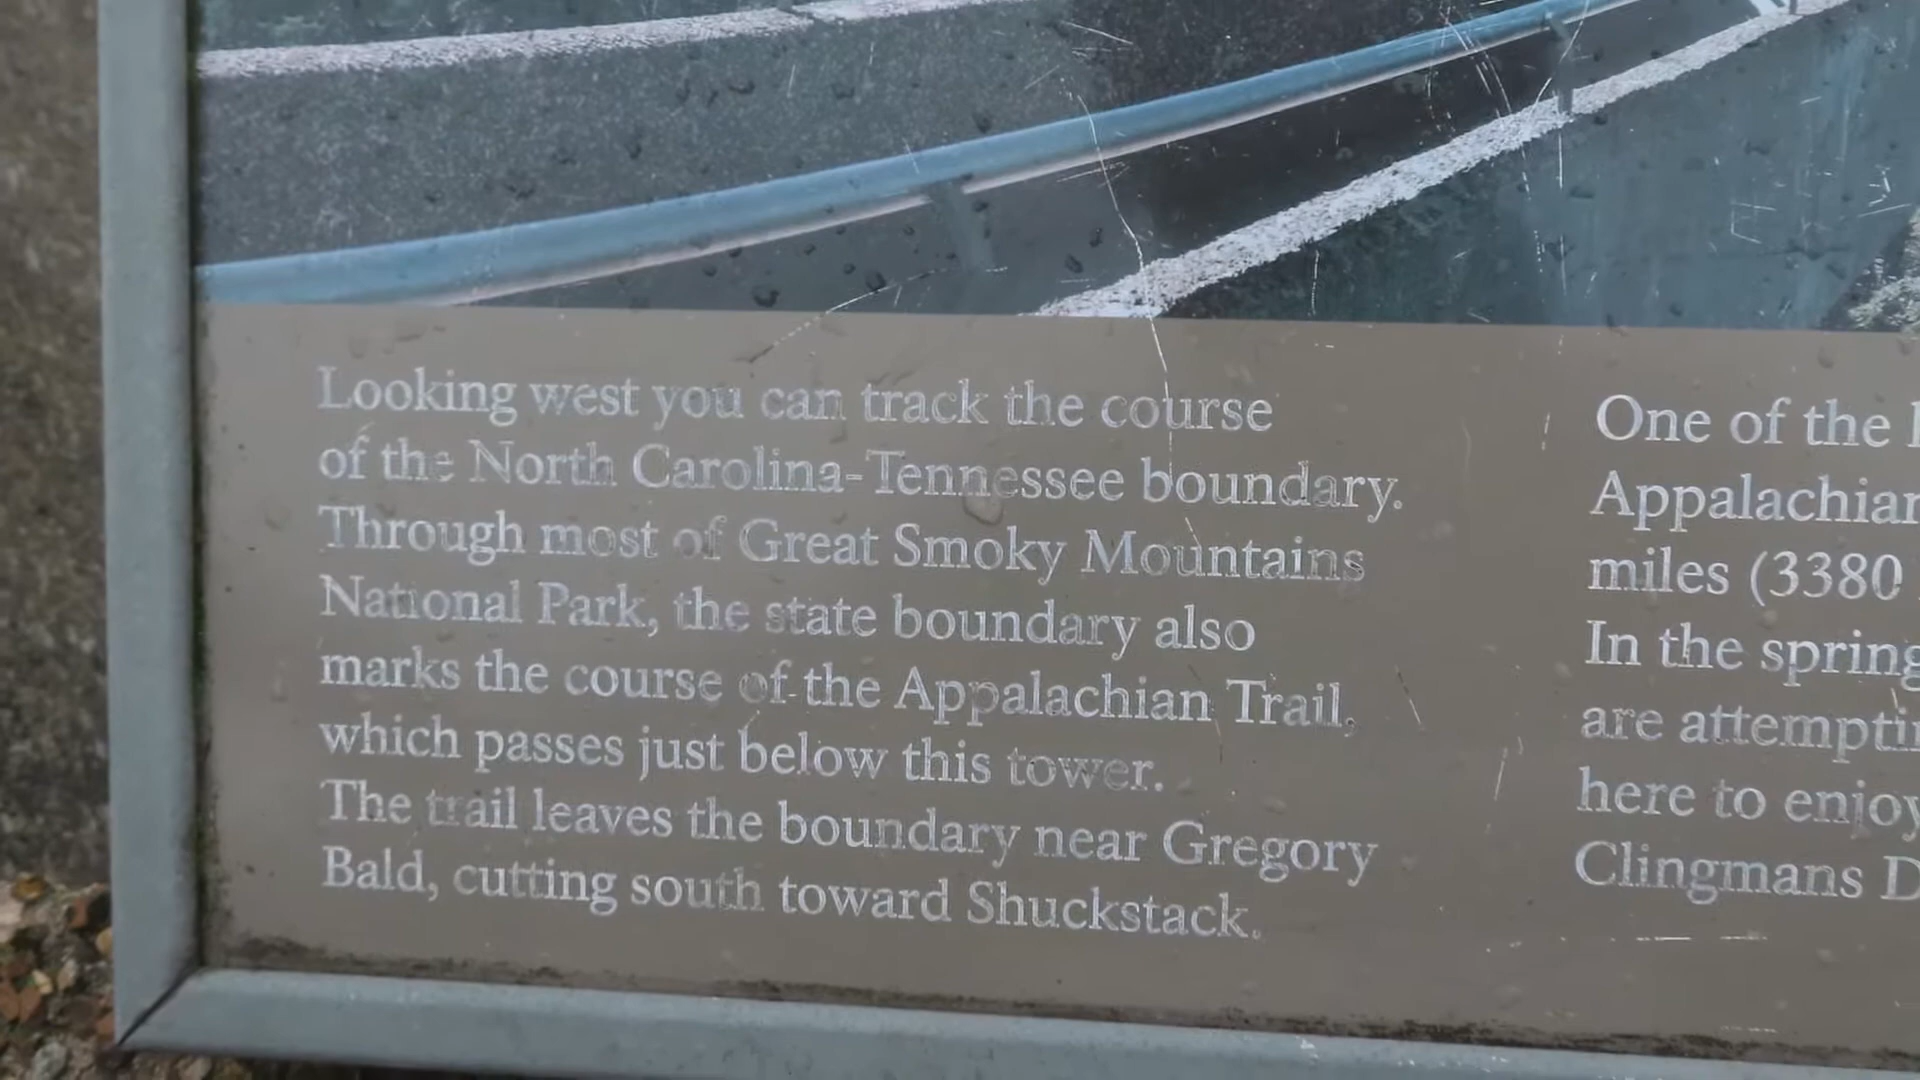 Looking west you can track the course
of the North Carolina-Tennessee boundary.
Through most of Great Smoky Mountains
National Park, the state boundary also
marks the course of the Appalachian Trail,
which passes just below this tower.
The trail leaves the boundary near Gregory
Bald, cutting south toward Shuckstack.
One of the
Appalachian
miles (3380
In the spring
are attempti
here to enjoy
Clingmans D